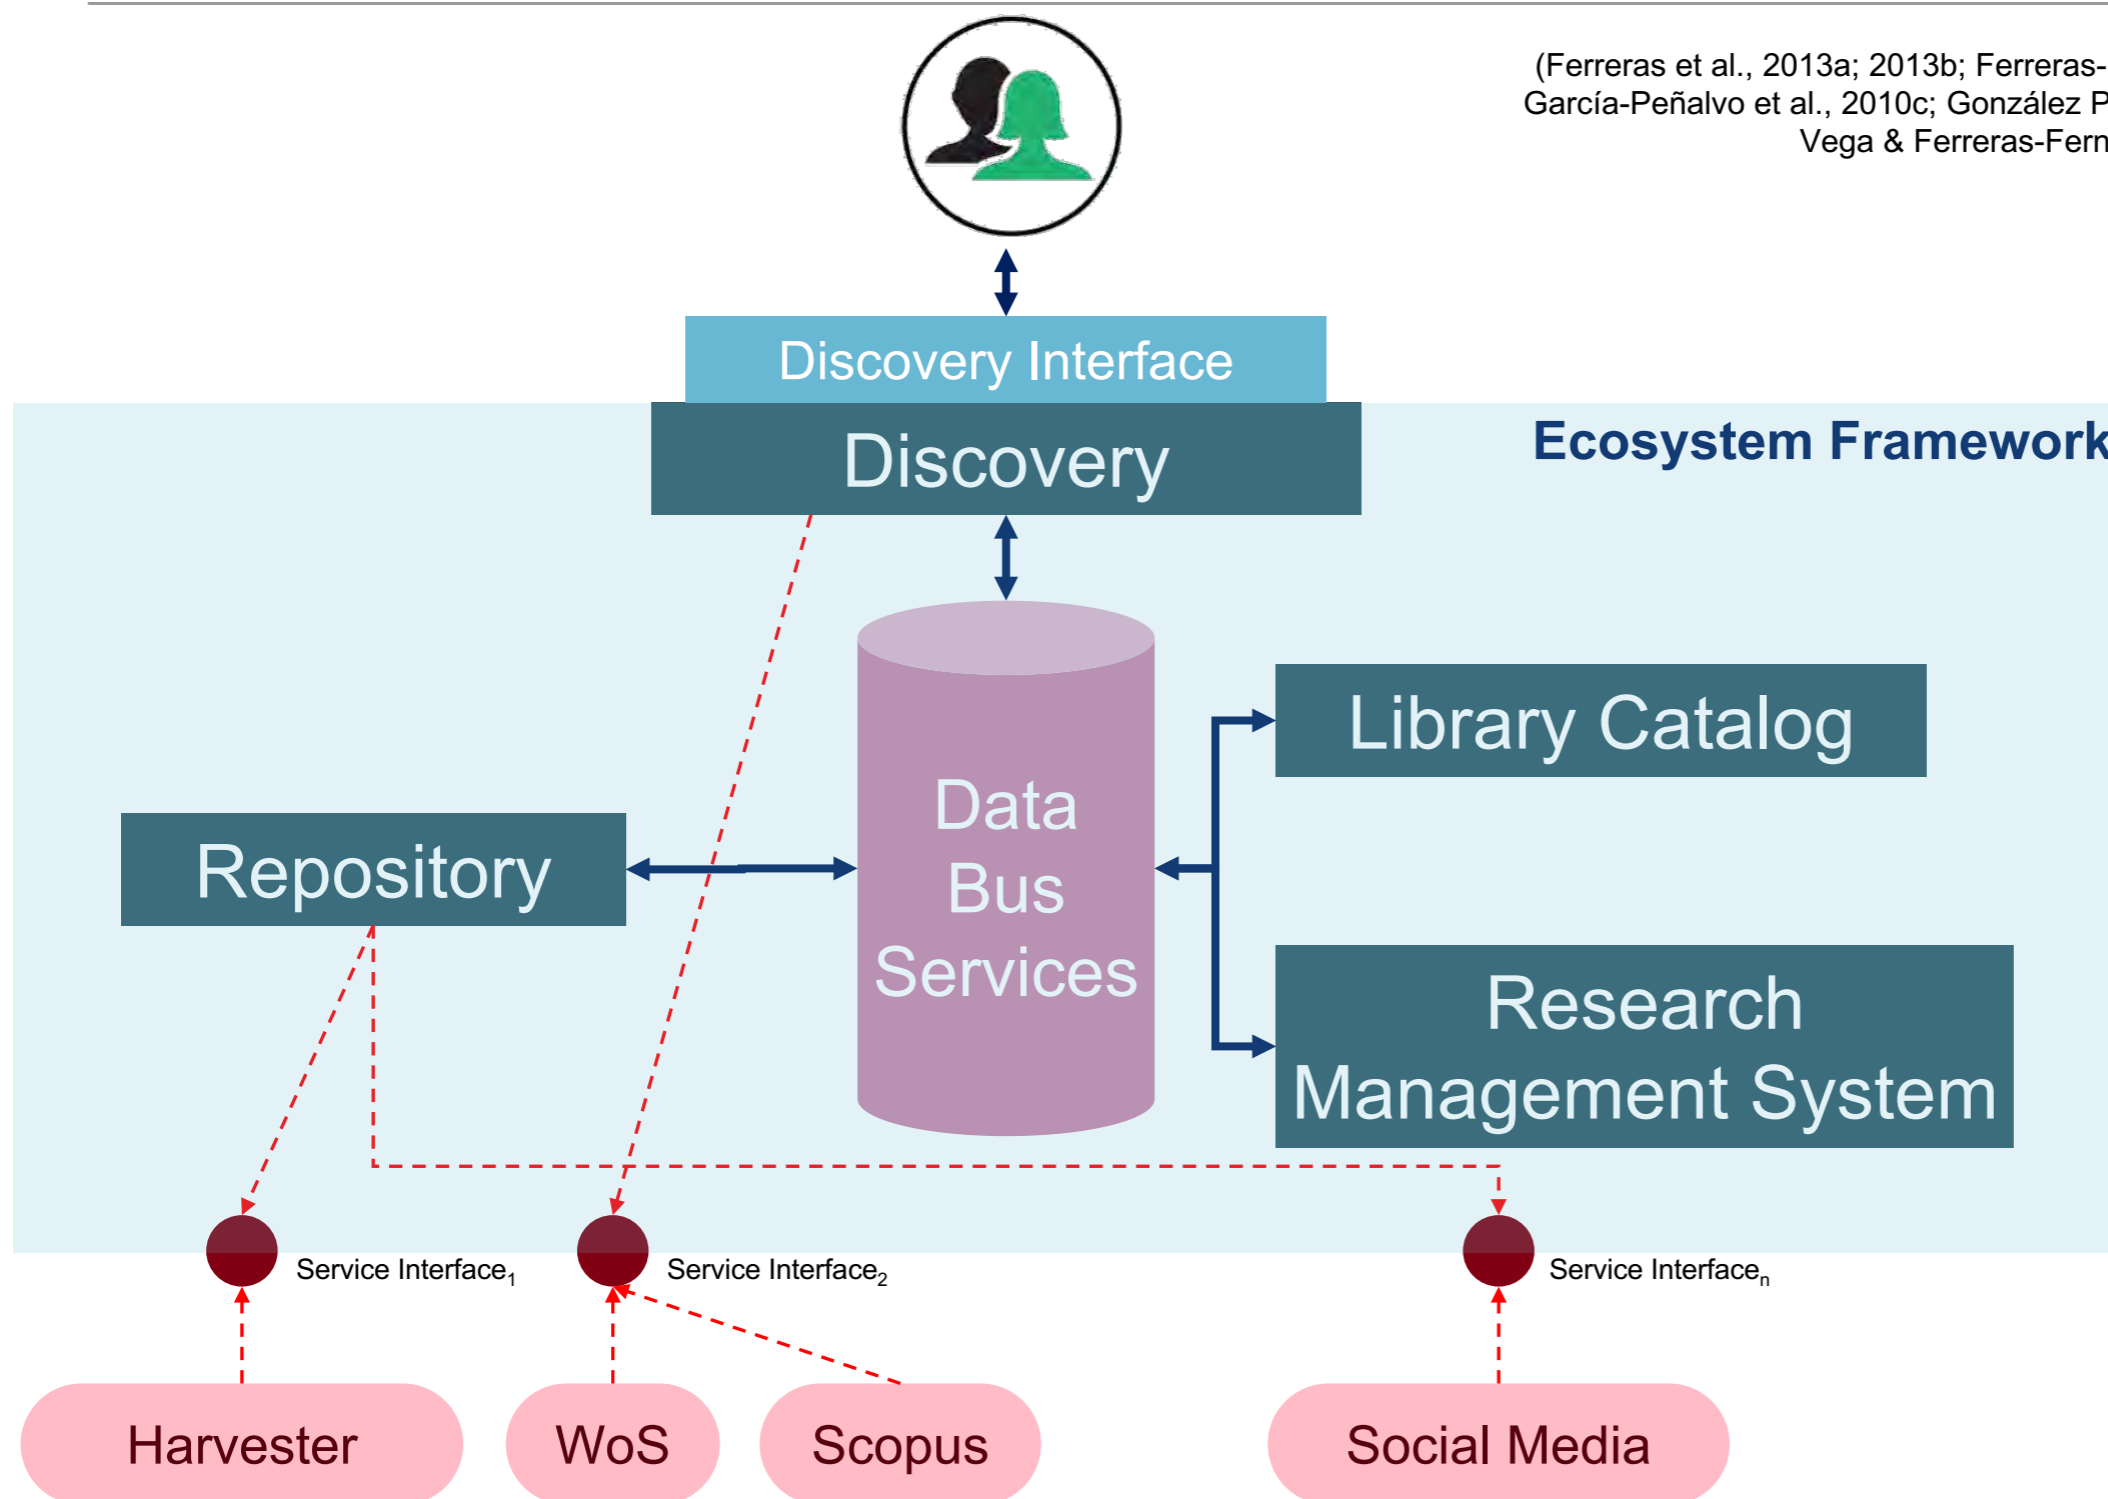 (Ferreras et al., 2013a; 2013b; Ferreras-
García-Peñalvo et al., 2010c; González P
Vega & Ferreras-Fern
Discovery Interface
Discovery
Ecosystem Framework
Library Catalog
Data
Bus
Services
Repository
Research
Management System
Service Interface₁
Service Interface₂
Service Interfaceₙ
Harvester
WoS
Scopus
Social Media